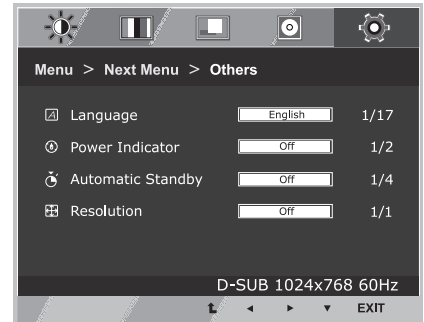 Menu > Next Menu > Others
Language English 1/17
Power Indicator Off 1/2
Automatic Standby Off 1/4
Resolution Off 1/1
D-SUB 1024x768 60Hz
EXIT